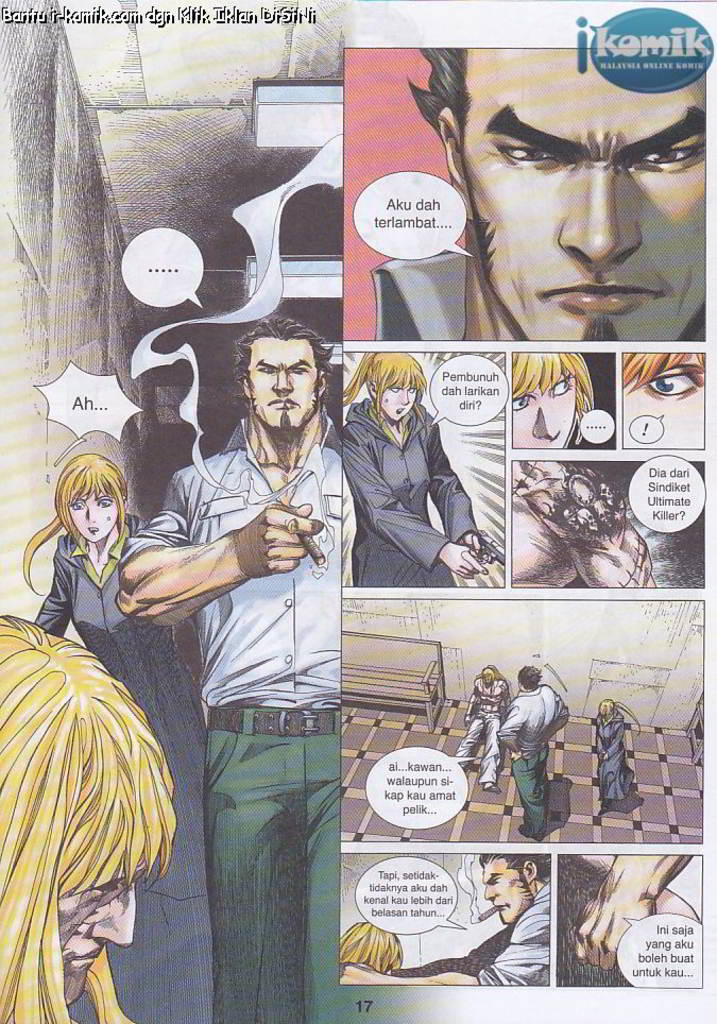 Bantu i-komik.com dgn Klik Iklan DiSiNi
ikomik
MALAYSIA ONLINE KOMIK
.....
Ah...
Aku dah
terlambat....
Pembunuh
dah larikan
diri?
.....
!
Dia dari
Sindiket
Ultimate
Killer?
ai...kawan...
walaupun si-
kap kau amat
pelik...
Tapi, setidak-
tidaknya aku dah
kenal kau lebih dari
belasan tahun...
Ini saja
yang aku
boleh buat
untuk kau...
17